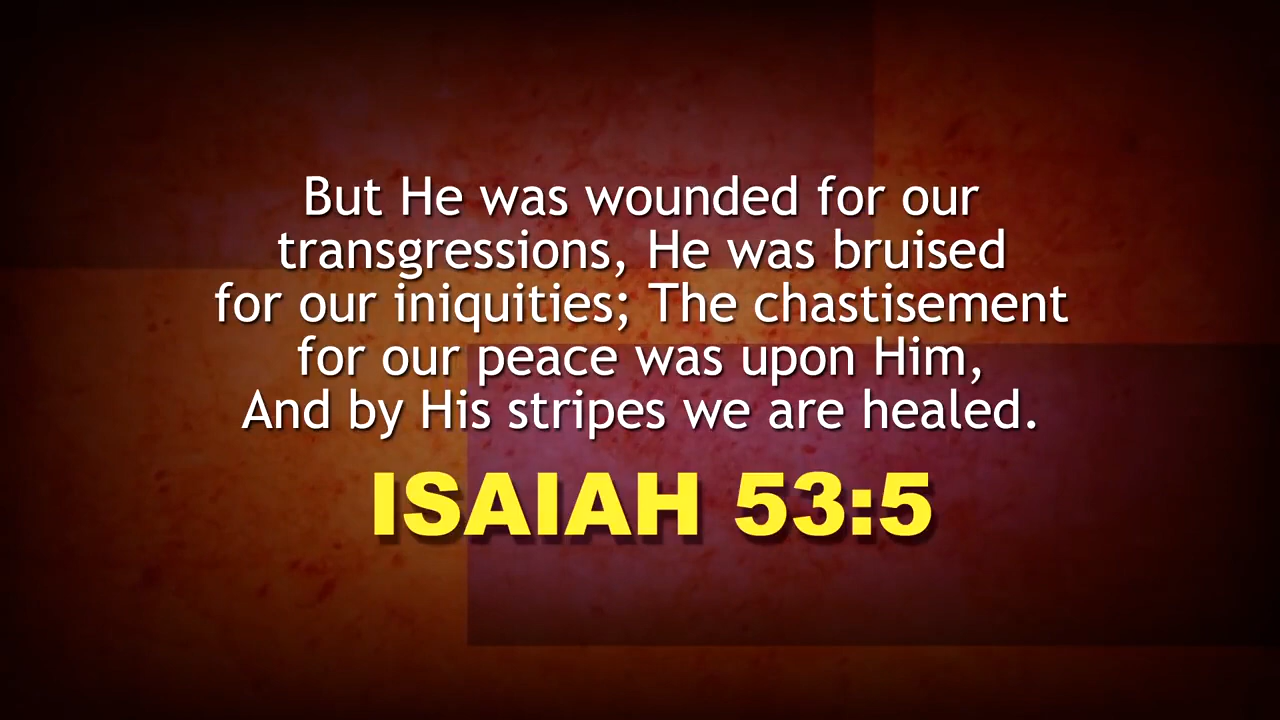 But He was wounded for our
transgressions, He was bruised
for our iniquities; The chastisement
for our peace was upon Him,
And by His stripes we are healed.
ISAIAH 53:5